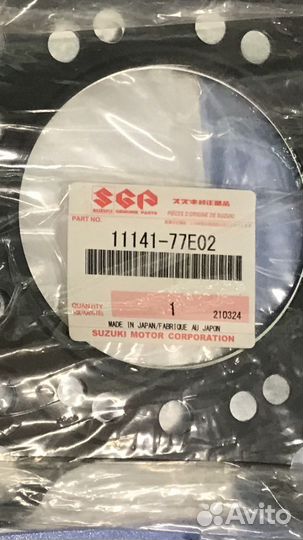 SGP
スズキ純正部品
SUZUKI GENUINE PARTS
PIÈCES D'ORIGINE DE SUZUKI
PART NO.
11141-77E02
QUANTITY
1
210324
MADE IN JAPAN/FABRIQUE AU JAPON
SUZUKI MOTOR CORPORATION
Avito